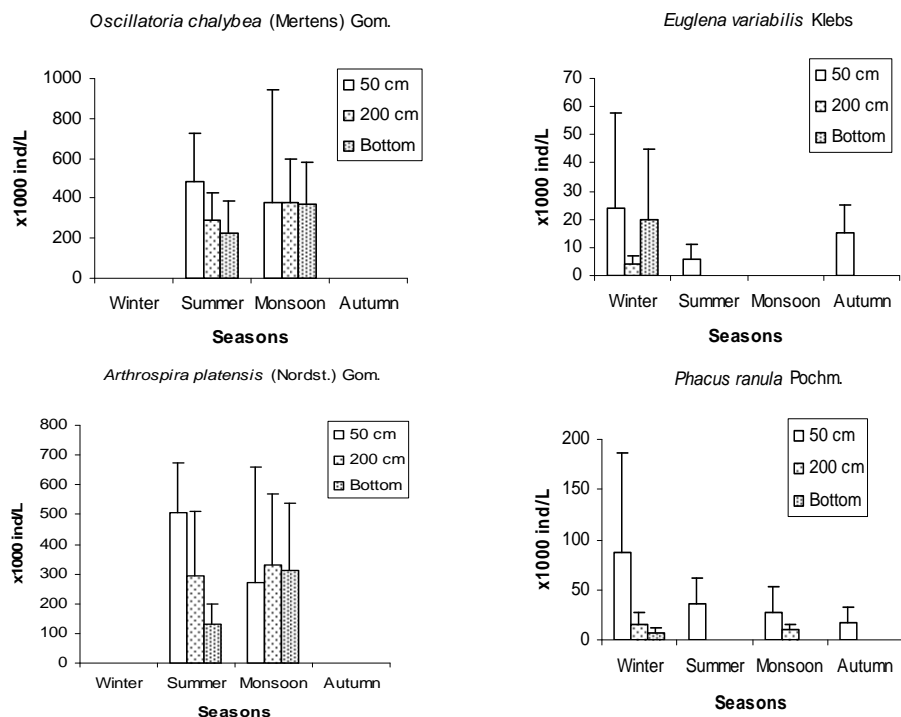 Oscillatoria chalybea (Mertens) Gom.
x1000 ind/L
1000
800
600
400
200
0
50 cm
200 cm
Bottom
Winter Summer Monsoon Autumn
Seasons
Euglena variabilis Klebs
x1000 ind/L
70
60
50
40
30
20
10
0
50 cm
200 cm
Bottom
Winter Summer Monsoon Autumn
Seasons
Arthrospira platensis (Nordst.) Gom.
x1000 ind/L
800
700
600
500
400
300
200
100
0
50 cm
200 cm
Bottom
Winter Summer Monsoon Autumn
Seasons
Phacus ranula Pochm.
x1000 ind/L
200
150
100
50
0
50 cm
200 cm
Bottom
Winter Summer Monsoon Autumn
Seasons